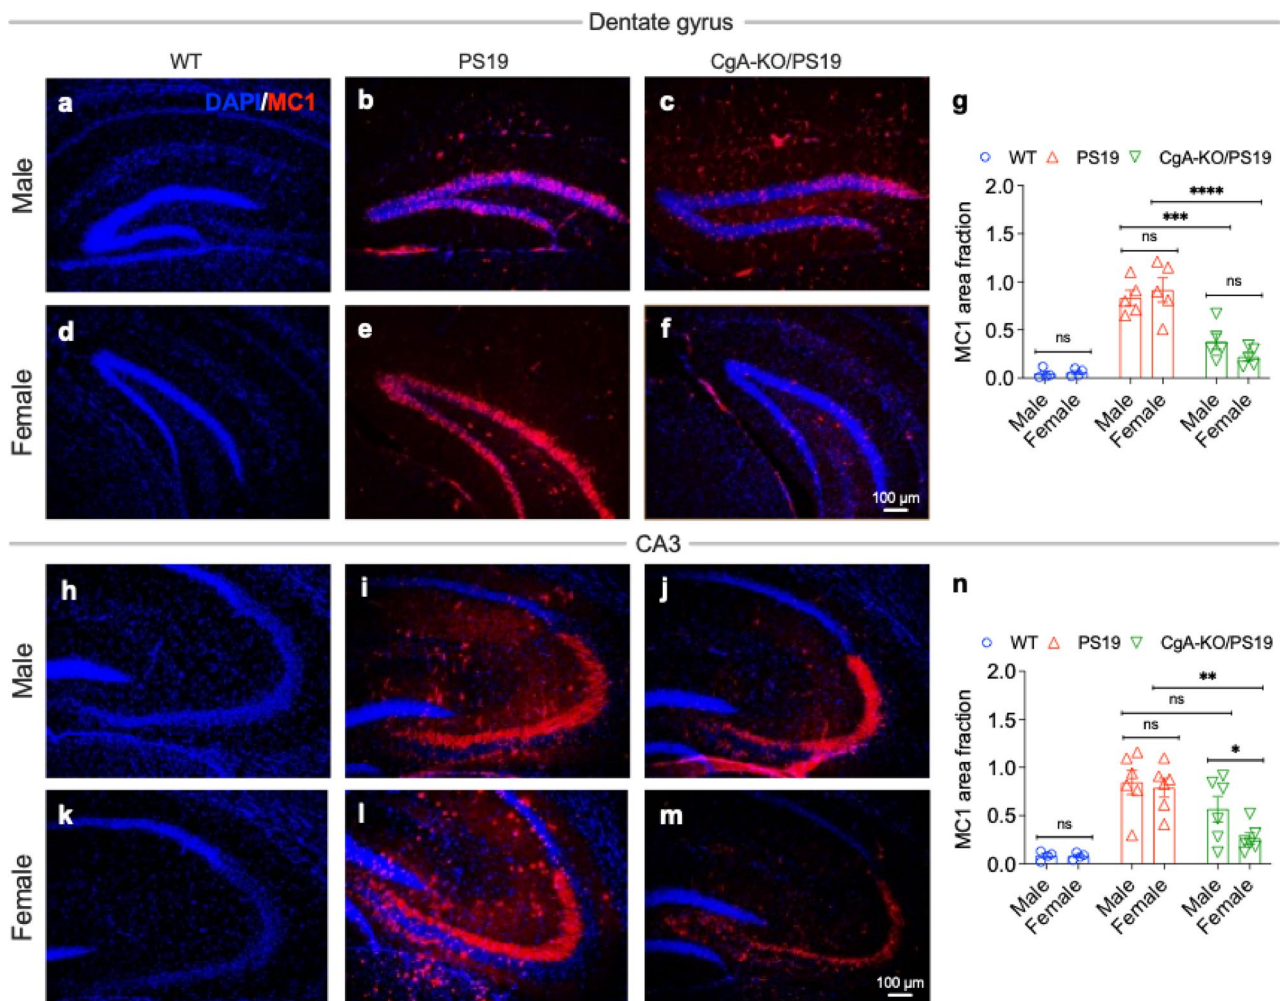 Dentate gyrus
WT PS19 CgA-KO/PS19
Male
a DAPI/MC1
b
c
g
WT PS19 CgA-KO/PS19
MC1 area fraction
2.0
1.5
1.0
0.5
0.0
****
***
ns
ns
ns
Male Female Male Female Male Female
Female
d
e
f
100 µm
CA3
Male
h
i
j
n
WT PS19 CgA-KO/PS19
MC1 area fraction
2.0
1.5
1.0
0.5
0.0
**
ns
ns
*
ns
Male Female Male Female Male Female
Female
k
l
m
100 µm